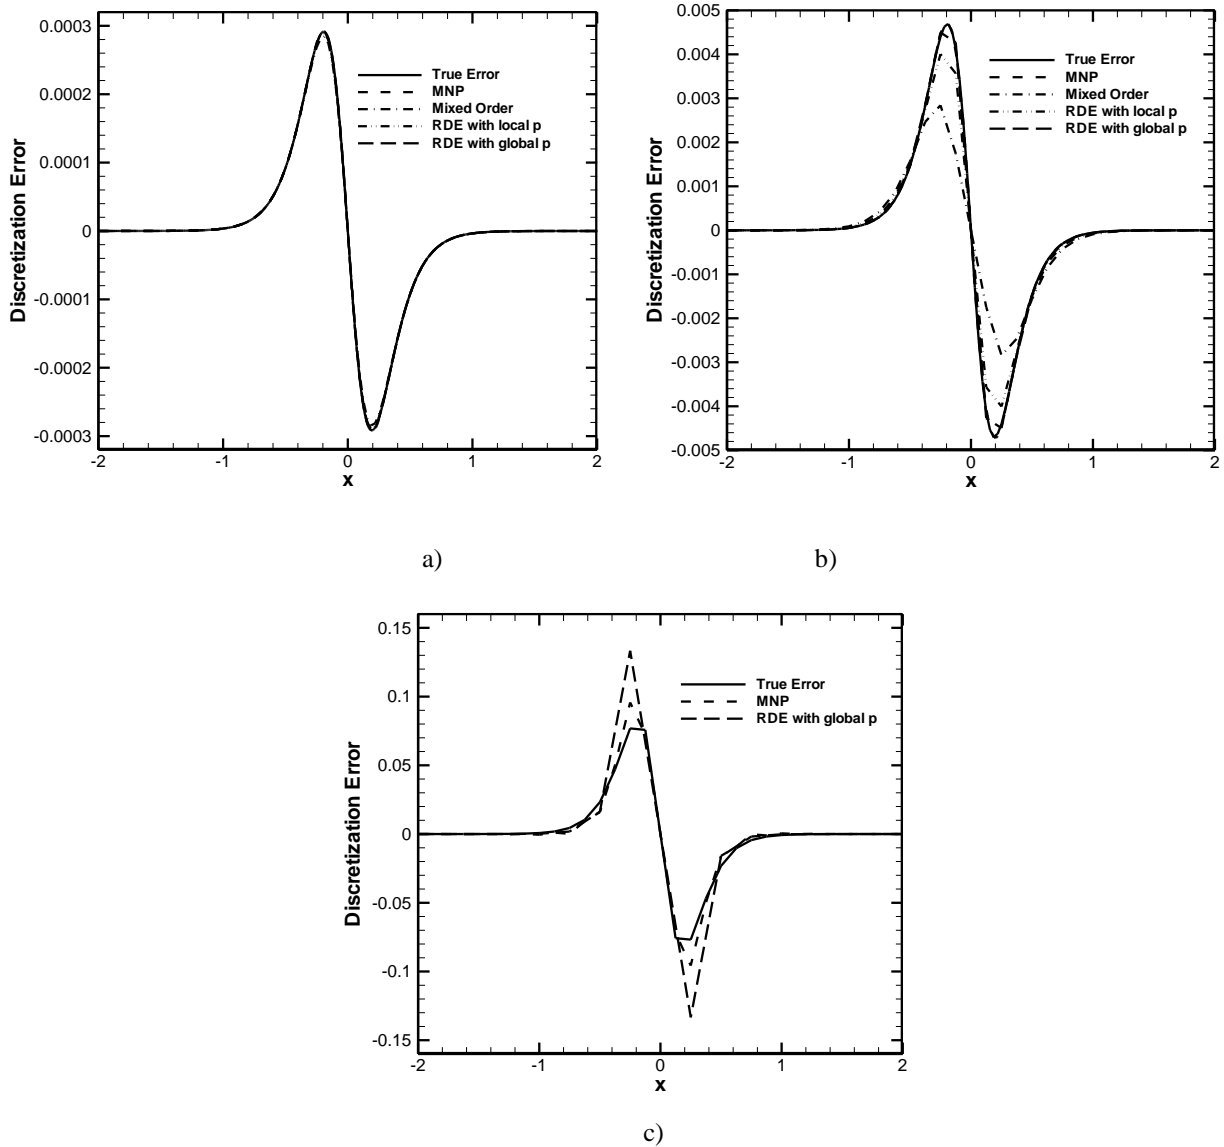 Discretization Error
0.0003
0.0002
0.0001
0
-0.0001
-0.0002
-0.0003
True Error
MNP
Mixed Order
RDE with local p
RDE with global p
-2 -1 0 1 2
x
a)
Discretization Error
0.005
0.004
0.003
0.002
0.001
0
-0.001
-0.002
-0.003
-0.004
-0.005
True Error
MNP
Mixed Order
RDE with local p
RDE with global p
-2 -1 0 1 2
x
b)
Discretization Error
0.15
0.1
0.05
0
-0.05
-0.1
-0.15
True Error
MNP
RDE with global p
-2 -1 0 1 2
x
c)